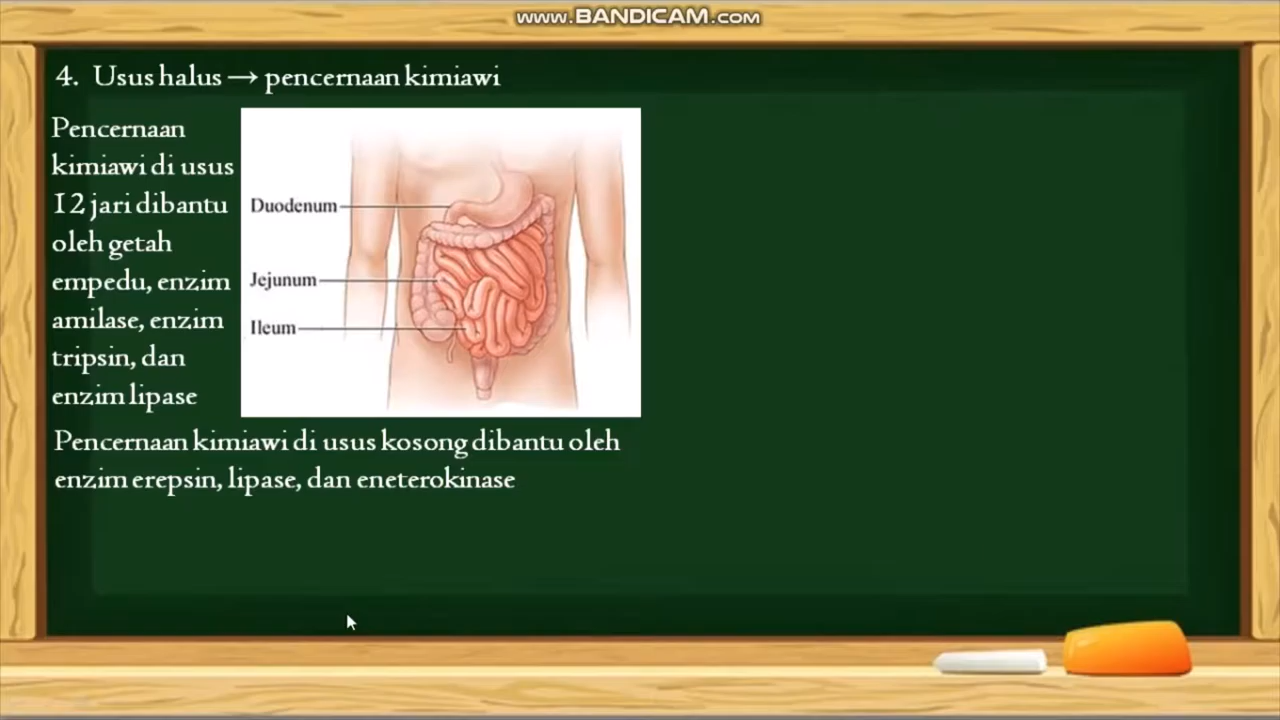 www.BANDICAM.com
4. Usus halus → pencernaan kimiawi
Pencernaan
kimiawi di usus
12 jari dibantu
oleh getah
empedu, enzim
amilase, enzim
tripsin, dan
enzim lipase
Duodenum
Jejunum
Ileum
Pencernaan kimiawi di usus kosong dibantu oleh
enzim erepsin, lipase, dan eneterokinase